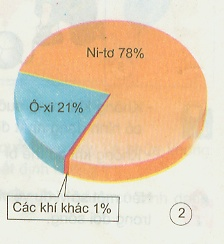 Ni-tơ 78%
Ô-xi 21%
Các khí khác 1%
2